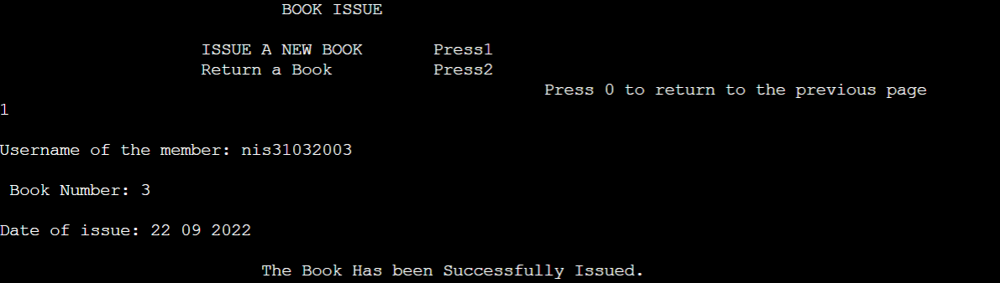 BOOK ISSUE
ISSUE A NEW BOOK Press1
Return a Book Press2
Press 0 to return to the previous page
1
Username of the member: nis31032003
Book Number: 3
Date of issue: 22 09 2022
The Book Has been Successfully Issued.